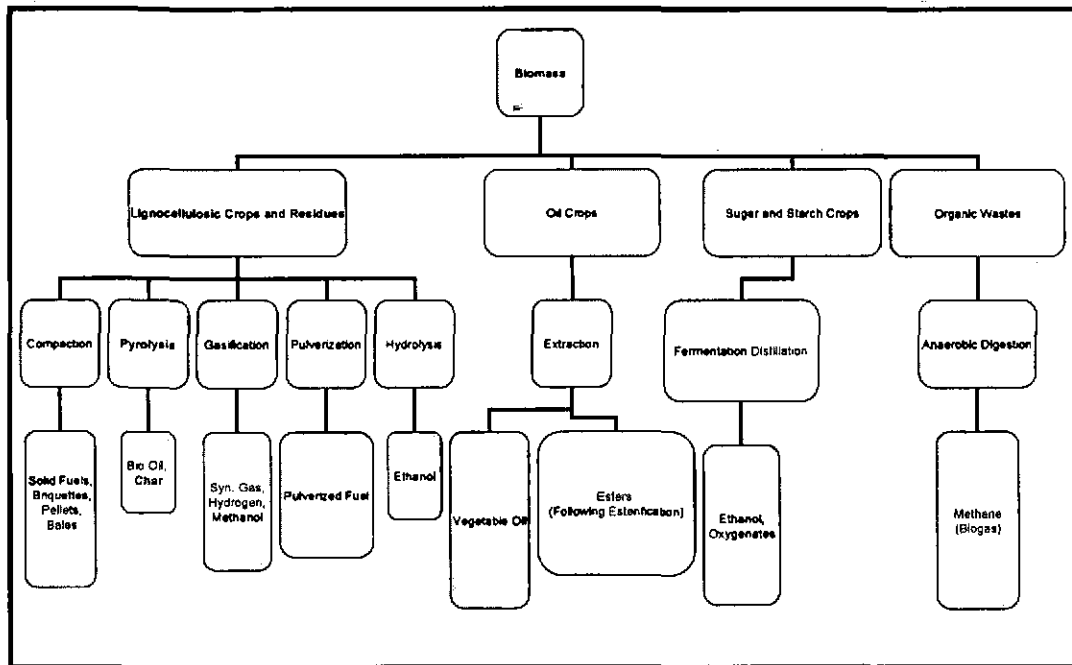 Biomass
Lignocellulosic Crops and Residues
Oil Crops
Sugar and Starch Crops
Organic Wastes
Compaction
Pyrolysis
Gasification
Pulverization
Hydrolysis
Extraction
Fermentation Distillation
Anaerobic Digestion
Solid Fuels,
Briquettes,
Pellets,
Bales
Bio Oil,
Char
Syn. Gas,
Hydrogen,
Methanol
Pulverized Fuel
Ethanol
Vegetable Oil
Esters
(Following Esterification)
Ethanol,
Oxygenates
Methane
(Biogas)